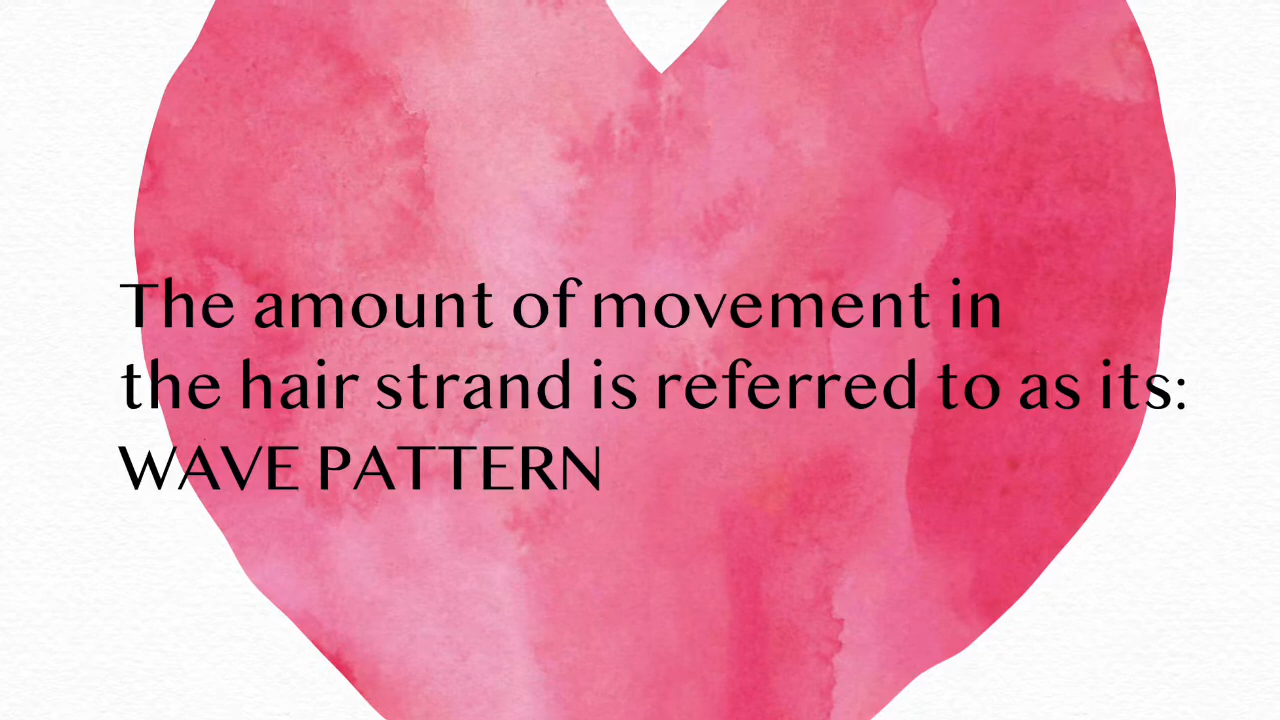 The amount of movement in
the hair strand is referred to as its:
WAVE PATTERN